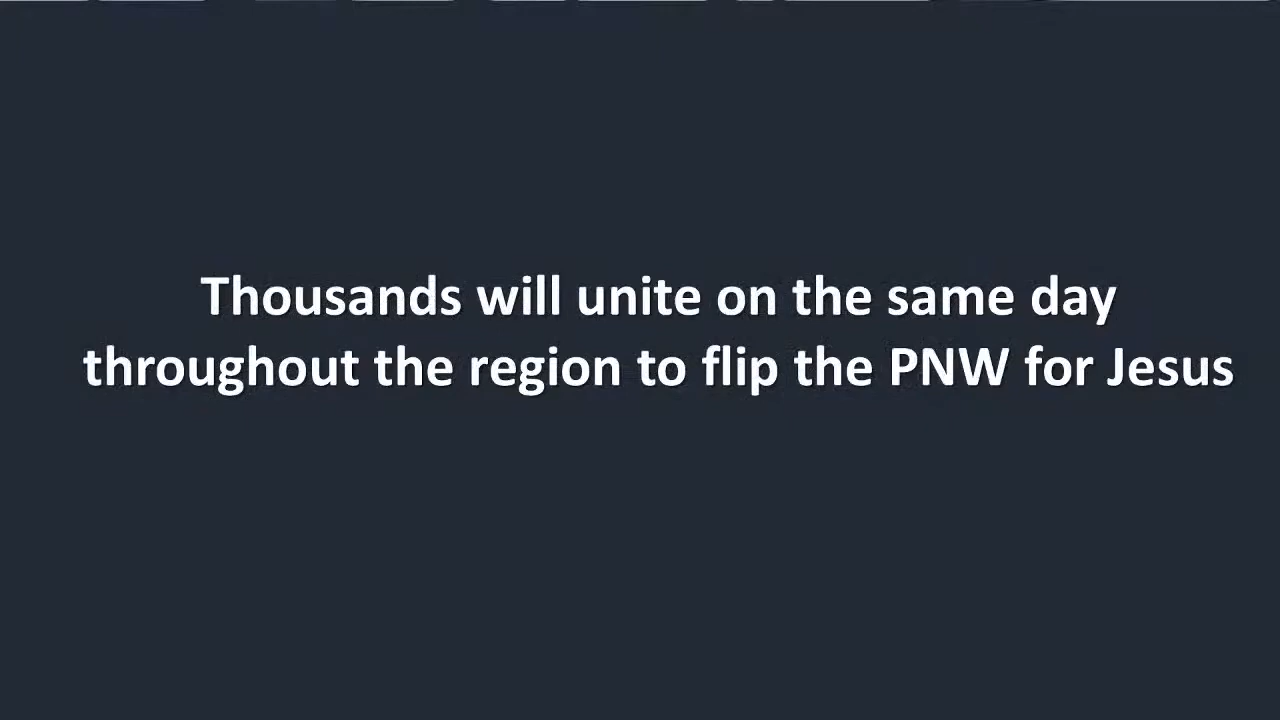 Thousands will unite on the same day
throughout the region to flip the PNW for Jesus